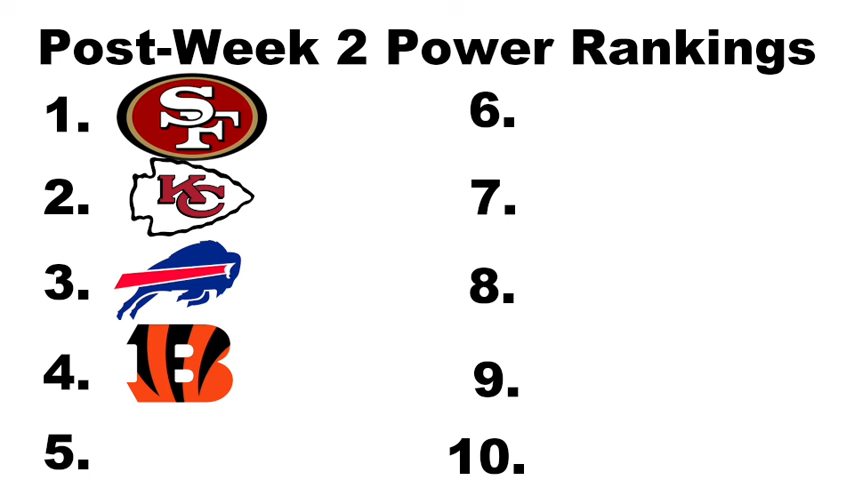 Post-Week 2 Power Rankings
1. SF
2. KC
3.
4. B
5.
6.
7.
8.
9.
10.